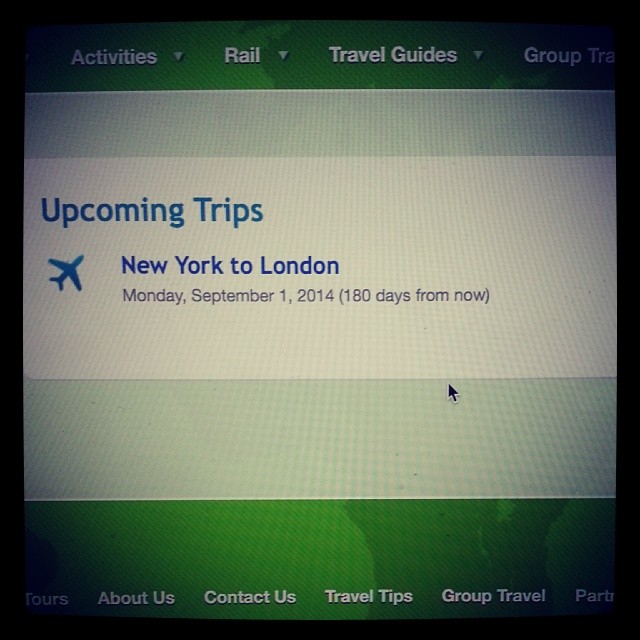 Activities Rail Travel Guides Group Tra
Upcoming Trips
New York to London
Monday, September 1, 2014 (180 days from now)
Tours About Us Contact Us Travel Tips Group Travel Partn